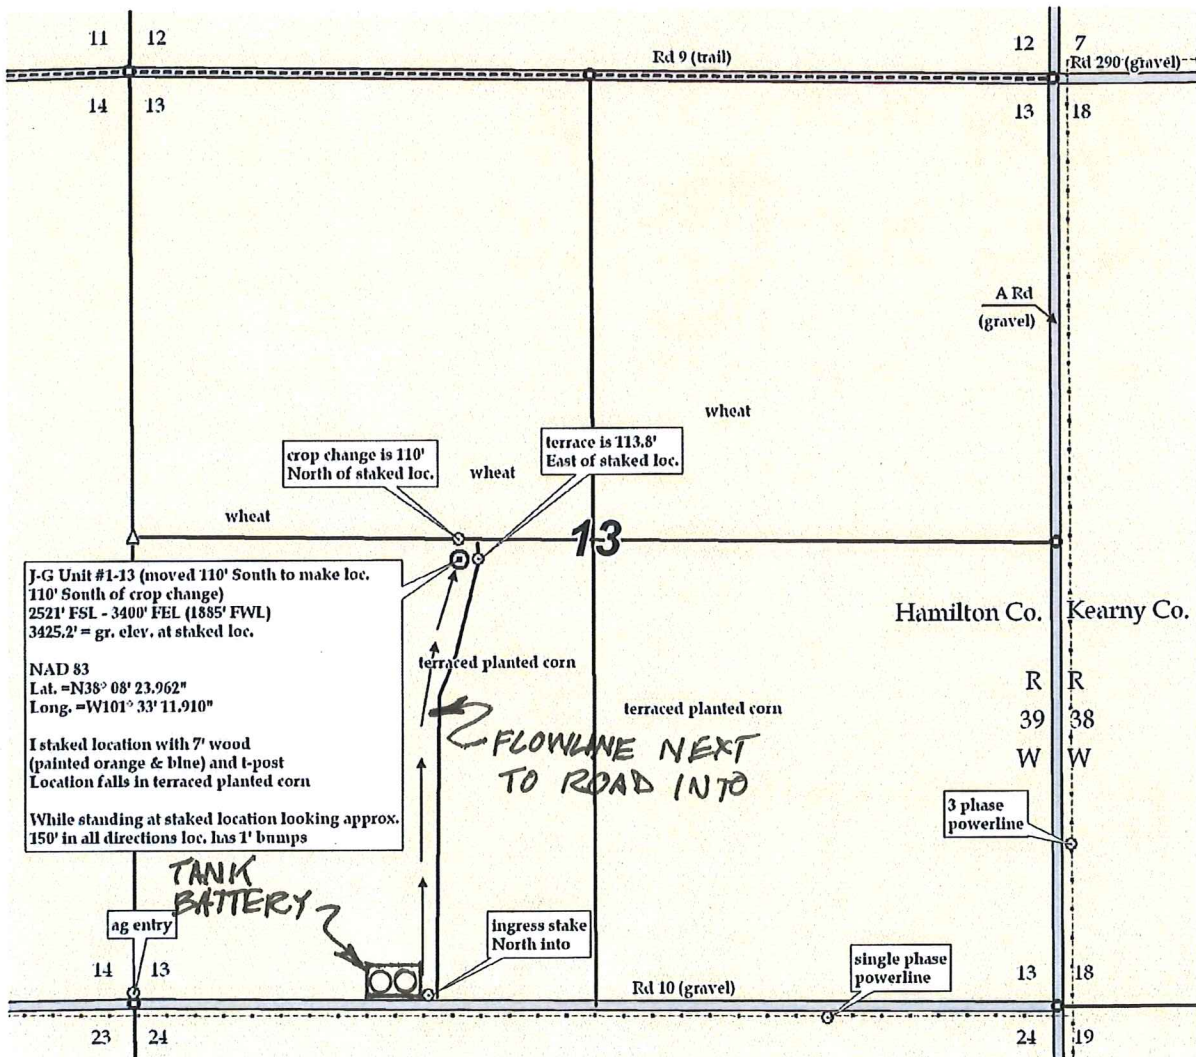 11 12
12 7
Rd 9 (trail)
Rd 290 (gravel)
14 13
13 18
A Rd
(gravel)
wheat
crop change is 110'
North of staked loc.
terrace is 113.8'
East of staked loc.
wheat
wheat
13
J-G Unit #1-13 (moved 110' South to make loc.
110' South of crop change)
2521' FSL - 3400' FEL (1885' FWL)
3425.2' = gr. elev. at staked loc.
NAD 83
Lat. =N38° 08' 23.962"
Long. =W101° 33' 11.910"
I staked location with 7' wood
(painted orange & blue) and t-post
Location falls in terraced planted corn
While standing at staked location looking approx.
150' in all directions loc. has 1' bumps
Hamilton Co. Kearny Co.
terraced planted corn
R R
39 38
W W
terraced planted corn
FLOWLINE NEXT
TO ROAD INTO
3 phase
powerline
TANK
BATTERY
ag entry
ingress stake
North into
single phase
powerline
14 13
13 18
Rd 10 (gravel)
23 24
24 19